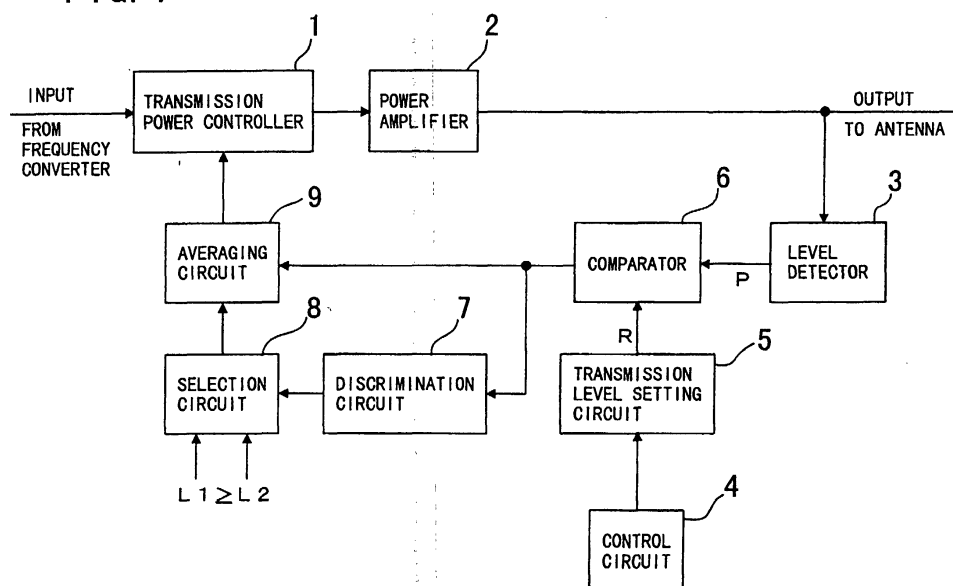 1
2
INPUT
FROM
FREQUENCY
CONVERTER
TRANSMISSION
POWER CONTROLLER
POWER
AMPLIFIER
OUTPUT
TO ANTENNA
9
6
3
AVERAGING
CIRCUIT
COMPARATOR
P
LEVEL
DETECTOR
8
7
R
5
SELECTION
CIRCUIT
DISCRIMINATION
CIRCUIT
TRANSMISSION
LEVEL SETTING
CIRCUIT
L1≥L2
4
CONTROL
CIRCUIT